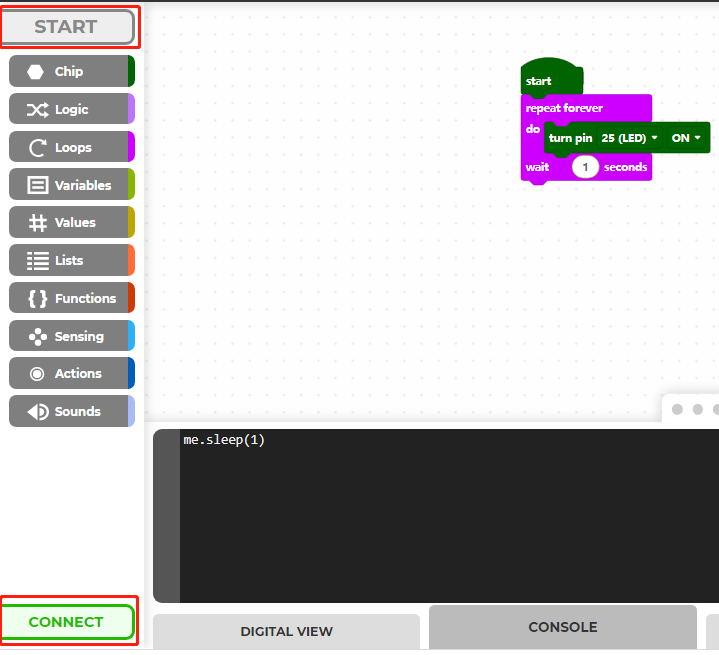 START
Chip
Logic
Loops
Variables
Values
Lists
Functions
Sensing
Actions
Sounds
CONNECT
start
repeat forever
do
turn pin 25 (LED) ON
wait 1 seconds
me.sleep(1)
DIGITAL VIEW
CONSOLE